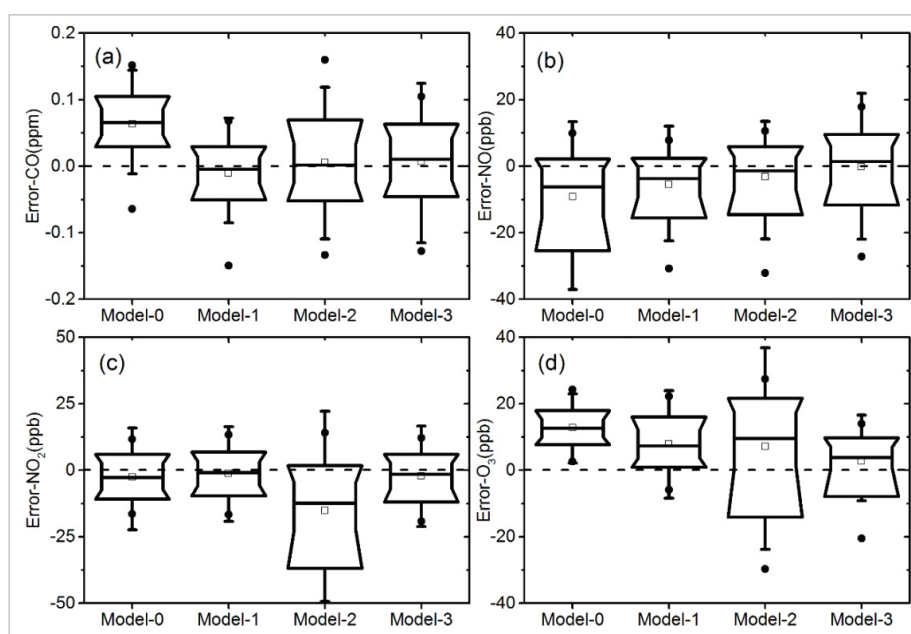 (a)
Error-CO(ppm)
0.2
0.1
0.0
-0.1
-0.2
Model-0 Model-1 Model-2 Model-3
(b)
Error-NO(ppb)
40
20
0
-20
-40
Model-0 Model-1 Model-2 Model-3
(c)
Error-NO₂(ppb)
50
25
0
-25
-50
Model-0 Model-1 Model-2 Model-3
(d)
Error-O₃(ppb)
40
20
0
-20
-40
Model-0 Model-1 Model-2 Model-3